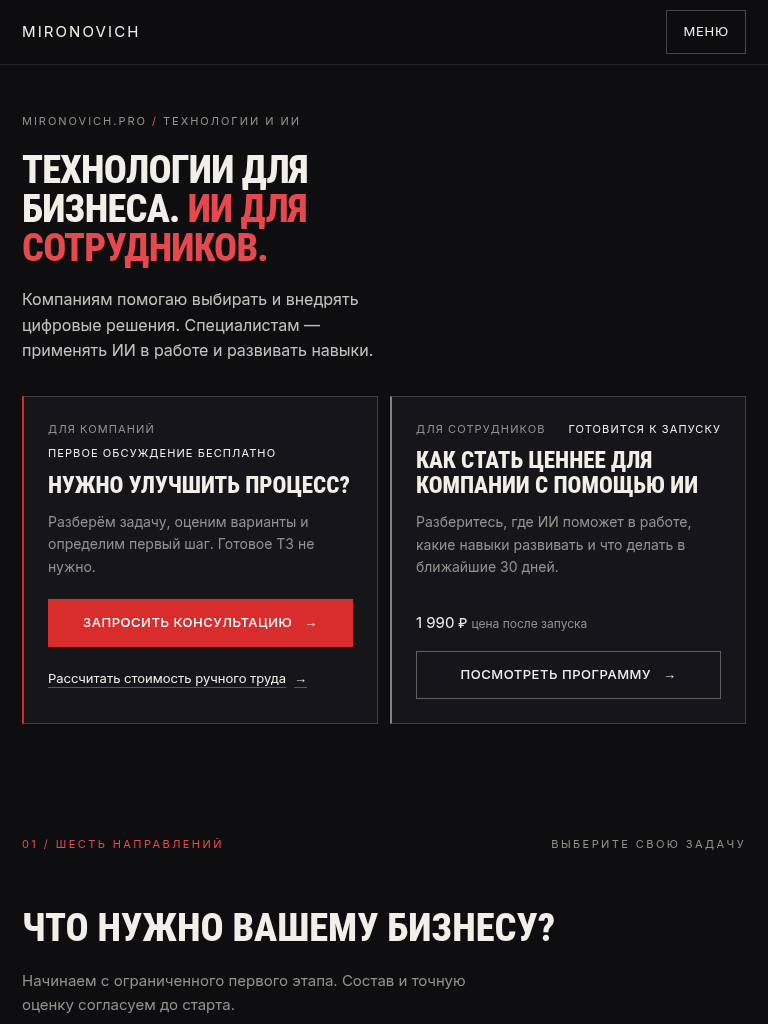 MIRONOVICH
МЕНЮ
MIRONOVICH.PRO / ТЕХНОЛОГИИ И ИИ
ТЕХНОЛОГИИ ДЛЯ
БИЗНЕСА. ИИ ДЛЯ
СОТРУДНИКОВ.
Компаниям помогаю выбирать и внедрять
цифровые решения. Специалистам —
применять ИИ в работе и развивать навыки.
ДЛЯ КОМПАНИЙ
ПЕРВОЕ ОБСУЖДЕНИЕ БЕСПЛАТНО
НУЖНО УЛУЧШИТЬ ПРОЦЕСС?
Разберём задачу, оценим варианты и
определим первый шаг. Готовое ТЗ не
нужно.
ЗАПРОСИТЬ КОНСУЛЬТАЦИЮ →
Рассчитать стоимость ручного труда →
ДЛЯ СОТРУДНИКОВ ГОТОВИТСЯ К ЗАПУСКУ
КАК СТАТЬ ЦЕННЕЕ ДЛЯ
КОМПАНИИ С ПОМОЩЬЮ ИИ
Разберитесь, где ИИ поможет в работе,
какие навыки развивать и что делать в
ближайшие 30 дней.
1 990 ₽ цена после запуска
ПОСМОТРЕТЬ ПРОГРАММУ →
01 / ШЕСТЬ НАПРАВЛЕНИЙ
ВЫБЕРИТЕ СВОЮ ЗАДАЧУ
ЧТО НУЖНО ВАШЕМУ БИЗНЕСУ?
Начинаем с ограниченного первого этапа. Состав и точную
оценку согласуем до старта.